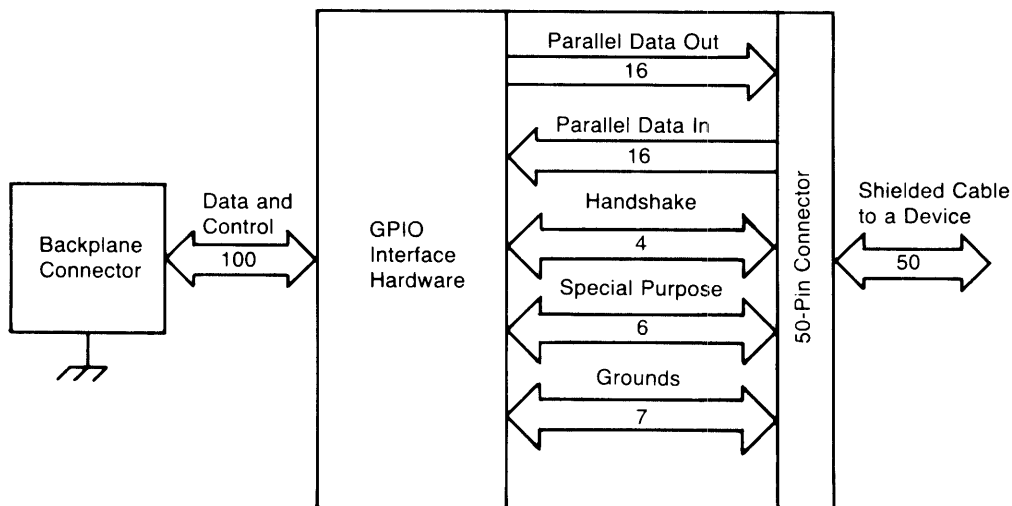 Backplane
Connector
Data and
Control
100
GPIO
Interface
Hardware
Parallel Data Out
16
Parallel Data In
16
Handshake
4
Special Purpose
6
Grounds
7
50-Pin Connector
Shielded Cable
to a Device
50